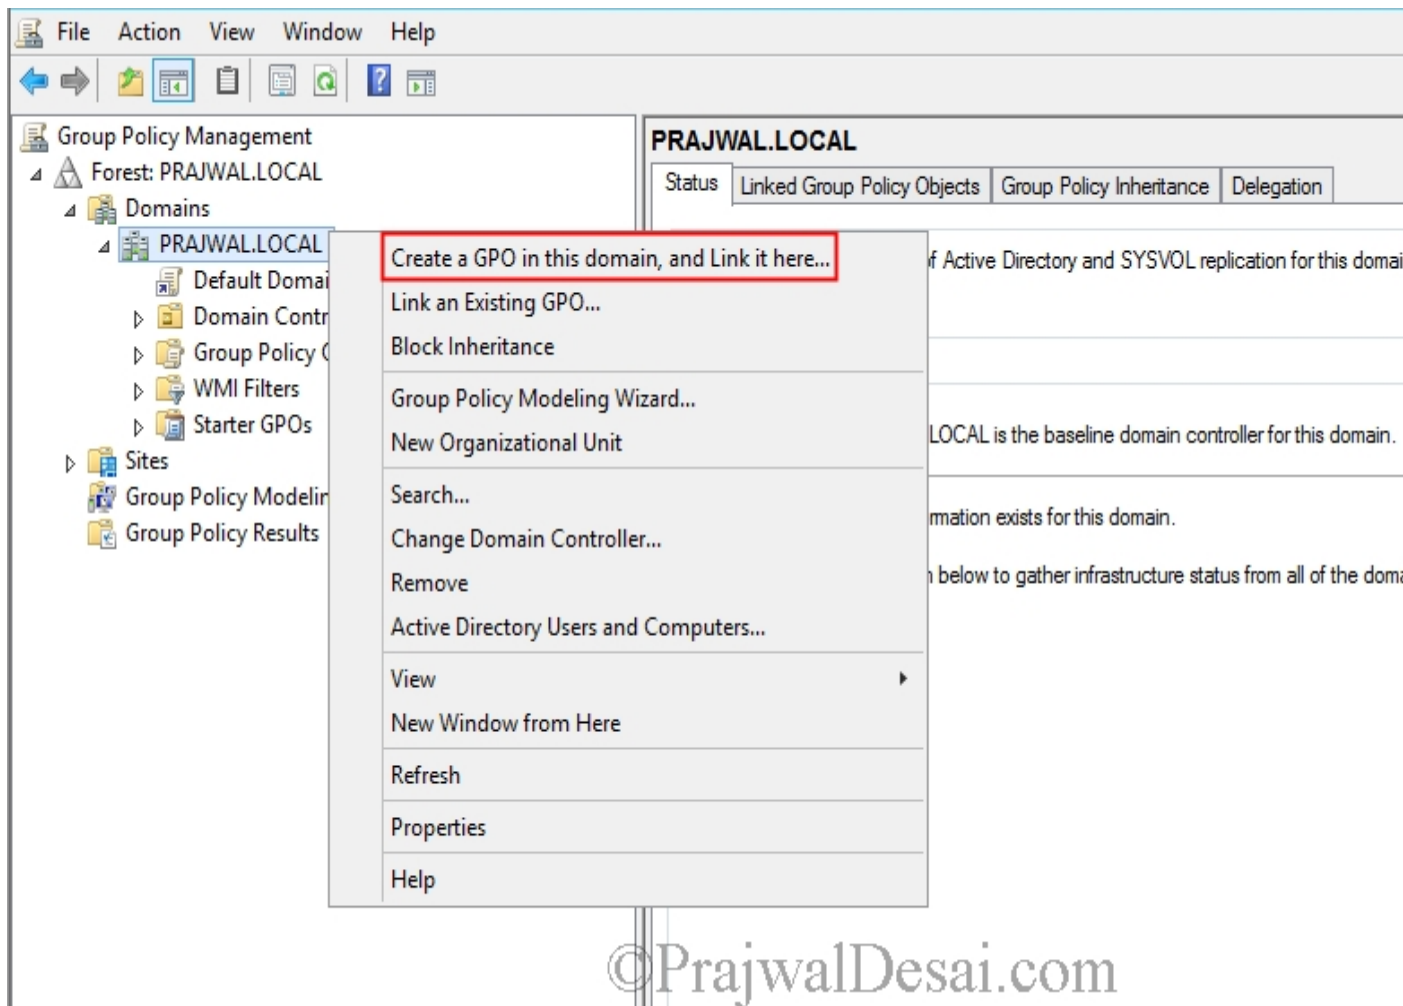 File Action View Window Help
Group Policy Management
Forest: PRAJWAL.LOCAL
Domains
PRAJWAL.LOCAL
Default Domai
Domain Contr
Group Policy
WMI Filters
Starter GPOs
Sites
Group Policy Modelin
Group Policy Results
Create a GPO in this domain, and Link it here...
Link an Existing GPO...
Block Inheritance
Group Policy Modeling Wizard...
New Organizational Unit
Search...
Change Domain Controller...
Remove
Active Directory Users and Computers...
View
New Window from Here
Refresh
Properties
Help
PRAJWAL.LOCAL
Status Linked Group Policy Objects Group Policy Inheritance Delegation
f Active Directory and SYSVOL replication for this domai
LOCAL is the baseline domain controller for this domain.
rmation exists for this domain.
below to gather infrastructure status from all of the doma
©PrajwalDesai.com